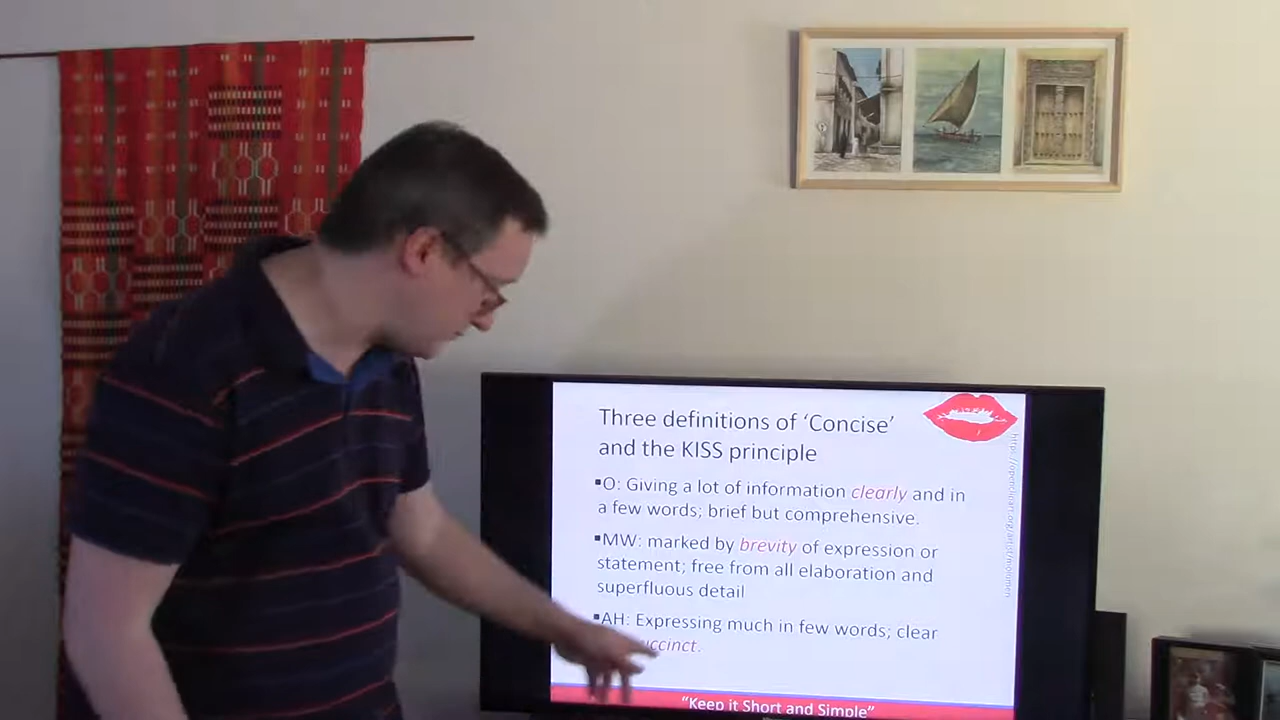 Three definitions of ‘Concise’
and the KISS principle
▪O: Giving a lot of information clearly and in
a few words; brief but comprehensive.
▪MW: marked by brevity of expression or
statement; free from all elaboration and
superfluous detail
▪AH: Expressing much in few words; clear
“Keep it Short and Simple”